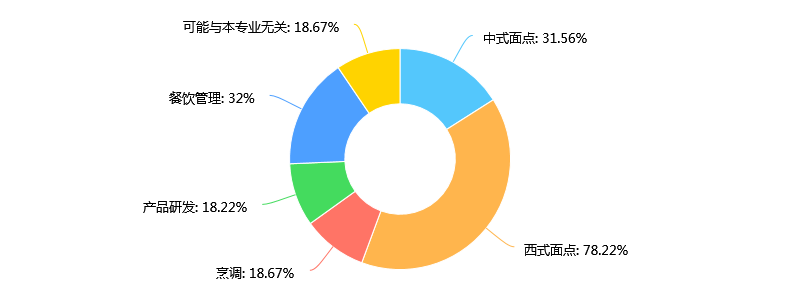 可能与本专业无关: 18.67%
中式面点: 31.56%
餐饮管理: 32%
产品研发: 18.22%
西式面点: 78.22%
烹调: 18.67%